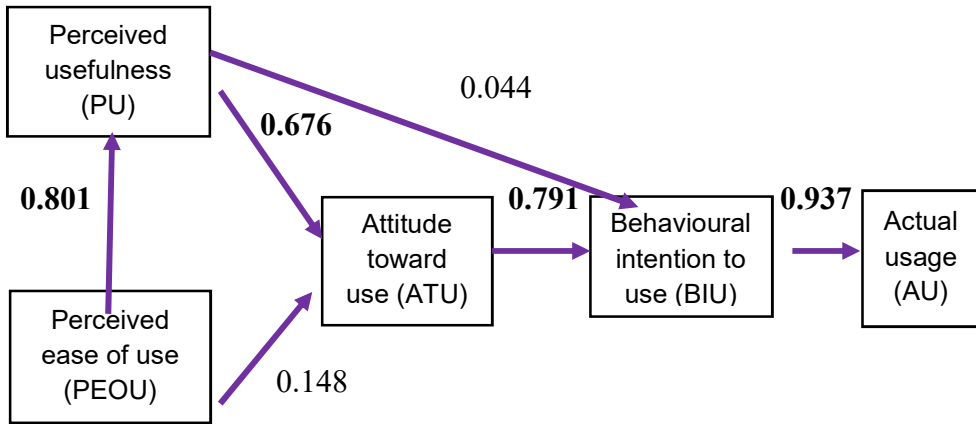 Perceived
usefulness
(PU)
0.044
0.676
0.801
0.791
0.937
Attitude
toward
use (ATU)
Behavioural
intention to
use (BIU)
Actual
usage
(AU)
Perceived
ease of use
(PEOU)
0.148